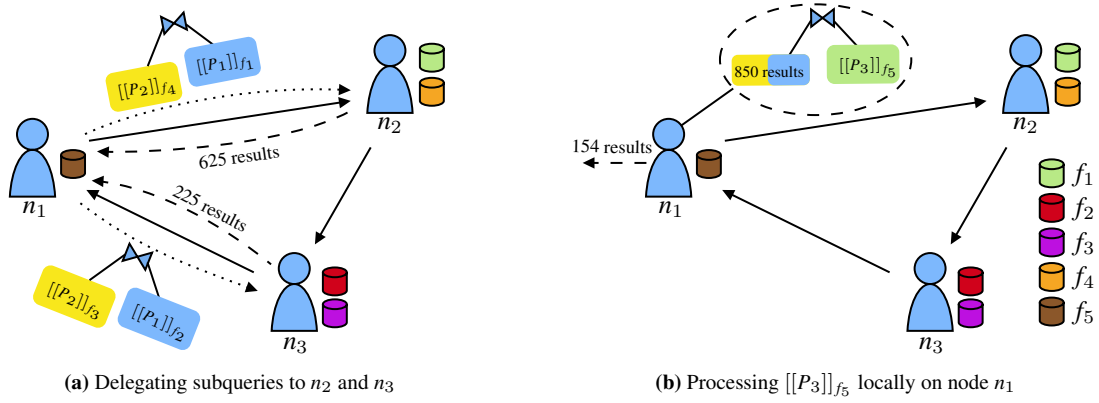 [[P₂]]f₄
[[P₁]]f₁
n₂
625 results
n₁
225 results
[[P₂]]f₃
[[P₁]]f₂
n₃
(a) Delegating subqueries to n₂ and n₃
850 results
[[P₃]]f₅
n₂
154 results
n₁
f₁
f₂
f₃
f₄
f₅
n₃
(b) Processing [[P₃]]f₅ locally on node n₁